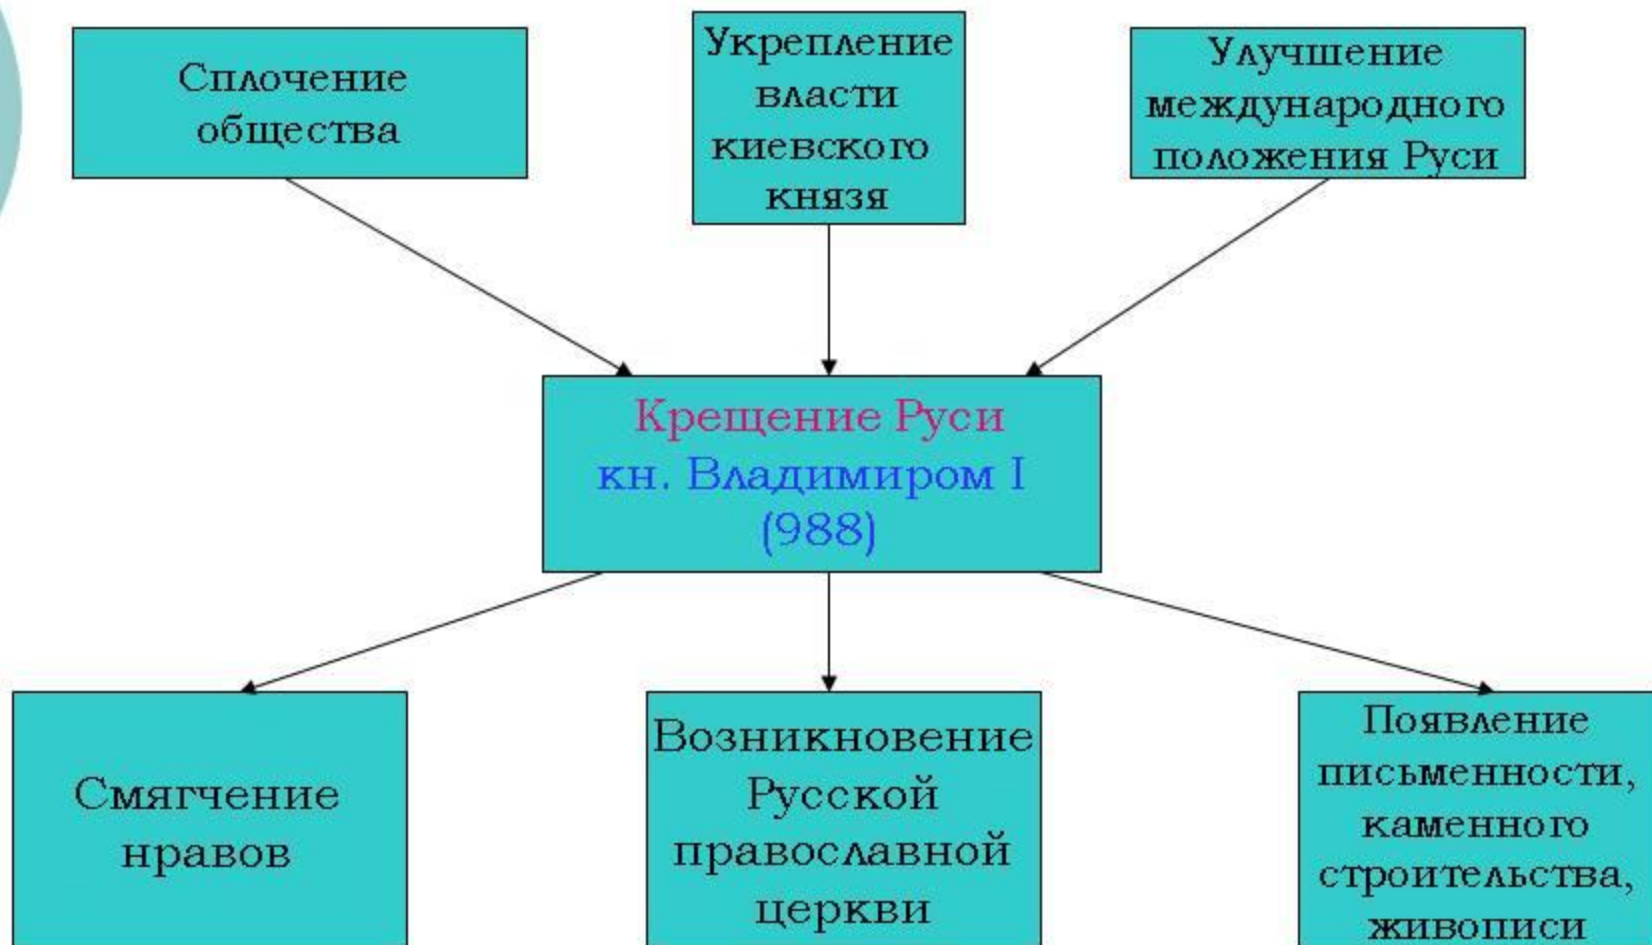 Сплочение
общества
Укрепление
власти
киевского
князя
Улучшение
международного
положения Руси
Крещение Руси
кн. Владимиром I
(988)
Смягчение
нравов
Возникновение
Русской
православной
церкви
Появление
письменности,
каменного
строительства,
живописи